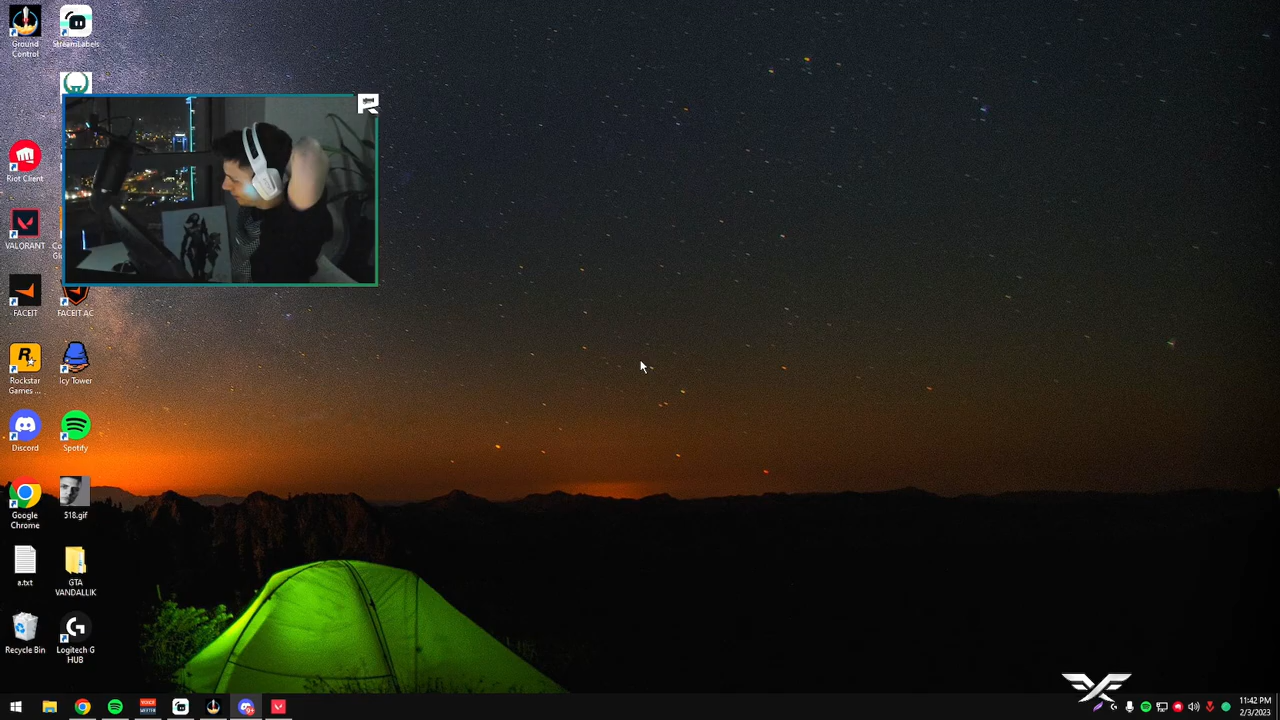 Ground
Control
StreamLabels
Riot Client
VALORANT
FACEIT
FACEIT AC
Rockstar
Games ...
Icy Tower
Discord
Spotify
Google
Chrome
518.gif
a.txt
GTA
VANDALLIK
Recycle Bin
Logitech G
HUB
11:42 PM
2/3/2023